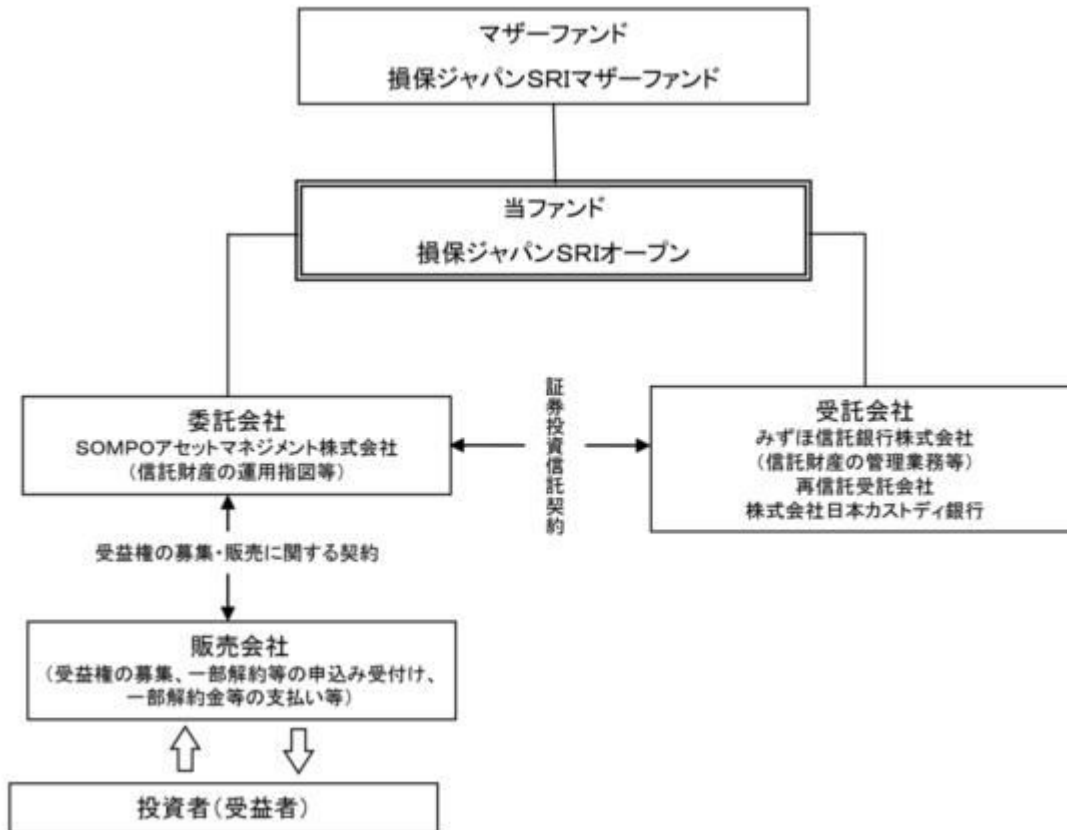 マザーファンド
損保ジャパンSRIマザーファンド
当ファンド
損保ジャパンSRIオープン
委託会社
SOMPOアセットマネジメント株式会社
(信託財産の運用指図等)
証券投資信託契約
受託会社
みずほ信託銀行株式会社
(信託財産の管理業務等)
再信託受託会社
株式会社日本カストディ銀行
受益権の募集・販売に関する契約
販売会社
(受益権の募集、一部解約等の申込み受付け、
一部解約金等の支払い等)
投資者(受益者)